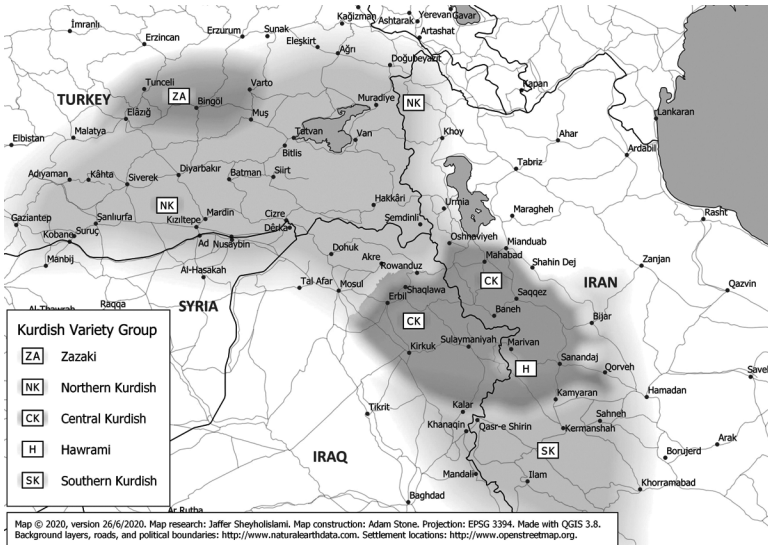 İmranlı
Erzincan
Erzurum
Sunak
Eleşkirt
Kağizman
Ağrı
Ashtarak
Yerevan
Gavar
Artashat
Doğubeyazıt
Kapan
Lankaran
TURKEY
Tunceli
ZA
Varto
Bingöl
Elâzığ
Muş
Muradiye
NK
Elbistan
Malatya
Tatvan
Van
Bitlis
Khoy
Ahar
Ardabil
Tabriz
Adıyaman
Kâhta
Siverek
Diyarbakır
Batman
Siirt
NK
Hakkâri
Urmia
Maragheh
Rasht
Gaziantep
Kobane
Suruç
Şanlıurfa
Kızıltepe
Mardin
Cizre
Dêrka
Şemdinli
Ad
Nusaybin
Oshnaviyeh
Mianduab
Manbij
Al-Hasakah
Dohuk
Akre
Rowanduz
Mahabad
Shahin Dej
Zanjan
CK
IRAN
Qazvin
Raqqa
SYRIA
Tal Afar
Mosul
Shaqlawa
Erbil
Saqqez
Baneh
Bijar
CK
Kirkuk
Sulaymaniyah
Marivan
H
Sanandaj
Qorveh
Kamyaran
Hamadan
Tikrit
Kalar
Khanaqin
Qasr-e Shirin
Sahneh
Kermanshah
IRAQ
SK
Arak
Borujerd
Mandali
Ilam
Khorramabad
Baghdad
Kurdish Variety Group
ZA Zazaki
NK Northern Kurdish
CK Central Kurdish
H Hawrami
SK Southern Kurdish
Map © 2020, version 26/6/2020. Map research: Jaffer Sheyholislami. Map construction: Adam Stone. Projection: EPSG 3394. Made with QGIS 3.8.
Background layers, roads, and political boundaries: http://www.naturalearthdata.com. Settlement locations: http://www.openstreetmap.org.